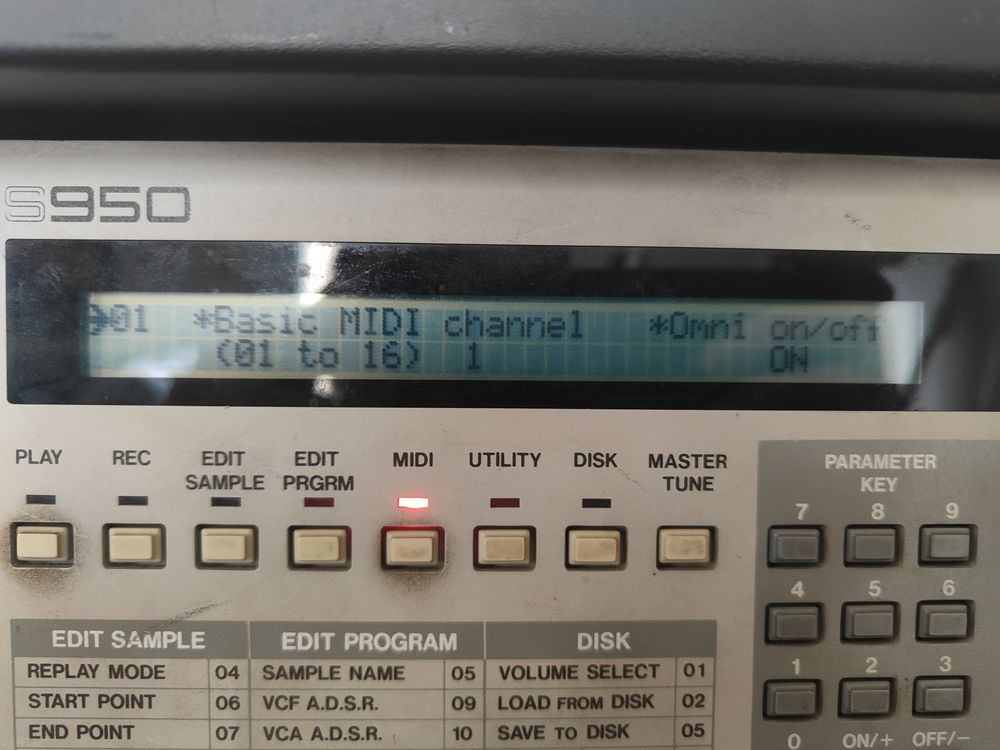 S950
01 *Basic MIDI channel *Omni on/off
(01 to 16) 1 ON
PLAY REC EDIT SAMPLE EDIT PRGRM MIDI UTILITY DISK MASTER TUNE
PARAMETER KEY
7 8 9
4 5 6
1 2 3
0 ON/+ OFF/−
EDIT SAMPLE EDIT PROGRAM DISK
REPLAY MODE 04 SAMPLE NAME 05 VOLUME SELECT 01
START POINT 06 VCF A.D.S.R. 09 LOAD FROM DISK 02
END POINT 07 VCA A.D.S.R. 10 SAVE TO DISK 05